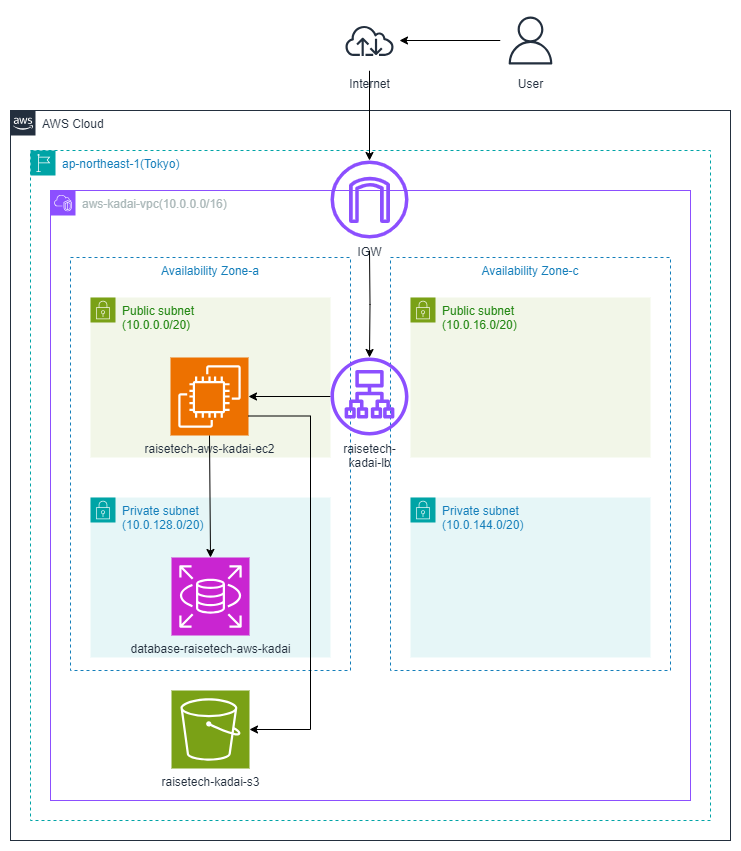 User
Internet
aws
AWS Cloud
ap-northeast-1(Tokyo)
aws-kadai-vpc(10.0.0.0/16)
IGW
Availability Zone-a
Availability Zone-c
Public subnet
(10.0.0.0/20)
Public subnet
(10.0.16.0/20)
raisetech-aws-kadai-ec2
raisetech-
kadai-lb
Private subnet
(10.0.128.0/20)
Private subnet
(10.0.144.0/20)
database-raisetech-aws-kadai
raisetech-kadai-s3